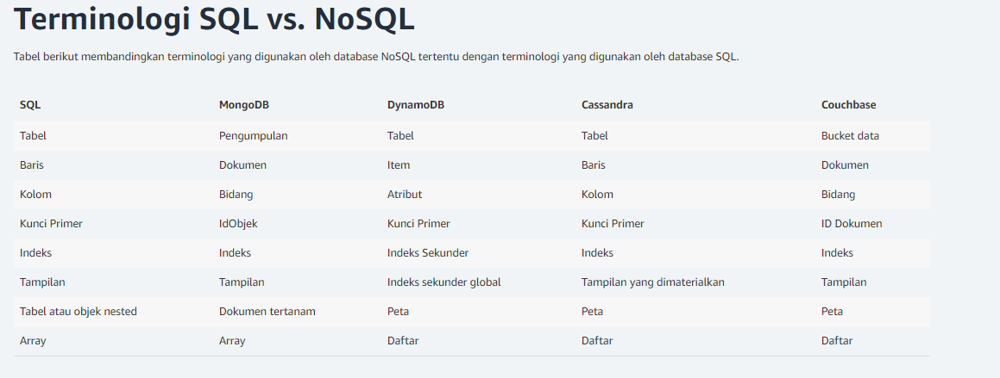 Terminologi SQL vs. NoSQL
Tabel berikut membandingkan terminologi yang digunakan oleh database NoSQL tertentu dengan terminologi yang digunakan oleh database SQL.
SQL MongoDB DynamoDB Cassandra Couchbase
Tabel Pengumpulan Tabel Tabel Bucket data
Baris Dokumen Item Baris Dokumen
Kolom Bidang Atribut Kolom Bidang
Kunci Primer IdObjek Kunci Primer Kunci Primer ID Dokumen
Indeks Indeks Indeks Sekunder Indeks Indeks
Tampilan Tampilan Indeks sekunder global Tampilan yang dimaterialkan Tampilan
Tabel atau objek nested Dokumen tertanam Peta Peta Peta
Array Array Daftar Daftar Daftar